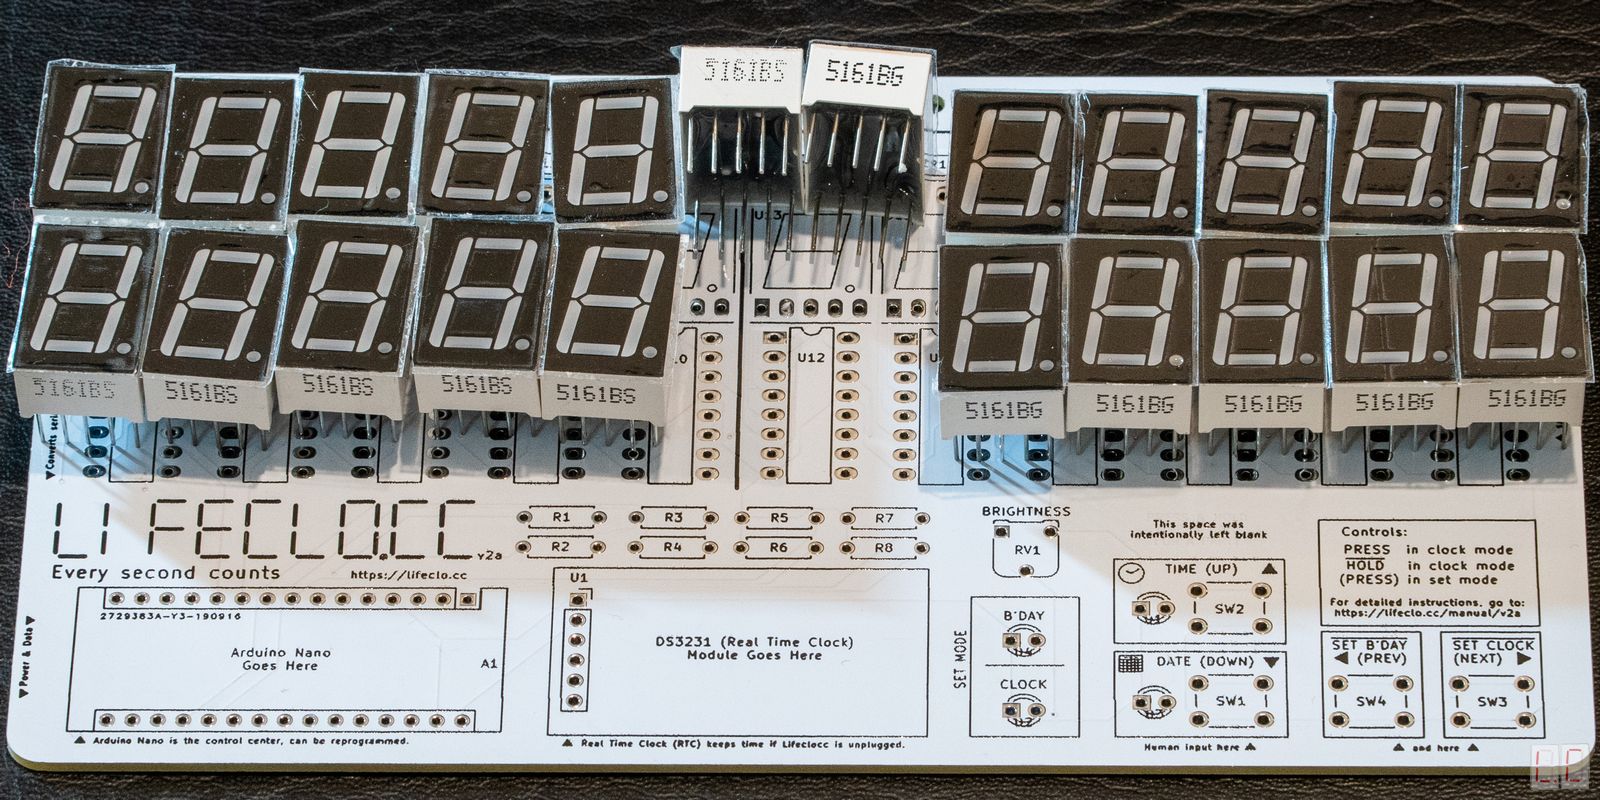 5161BS 5161BG
5161BS 5161BS 5161BS 5161BS 5161BS 5161BG 5161BG 5161BG 5161BG 5161BG
U12
LIFECLO.CC v2a
Every second counts
https://lifeclo.cc
R1 R3 R5 R7
R2 R4 R6 R8
BRIGHTNESS
RV1
This space was
intentionally left blank
Controls:
PRESS in clock mode
HOLD in clock mode
(PRESS) in set mode
For detailed instructions, go to:
https://lifeclo.cc/manual/v2a
2729383A-Y3-190916
Arduino Nano
Goes Here
A1
▼Power & Data▼
▲ Arduino Nano is the control center, can be reprogrammed.
U1
DS3231 (Real Time Clock)
Module Goes Here
▲ Real Time Clock (RTC) keeps time if Lifeclocc is unplugged.
SET MODE
B'DAY
CLOCK
TIME (UP) ▲
SW2
DATE (DOWN) ▼
SW1
Human input here ▲
SET B'DAY
◀ (PREV)
SW4
SET CLOCK
(NEXT) ▶
SW3
▲ and here ▲